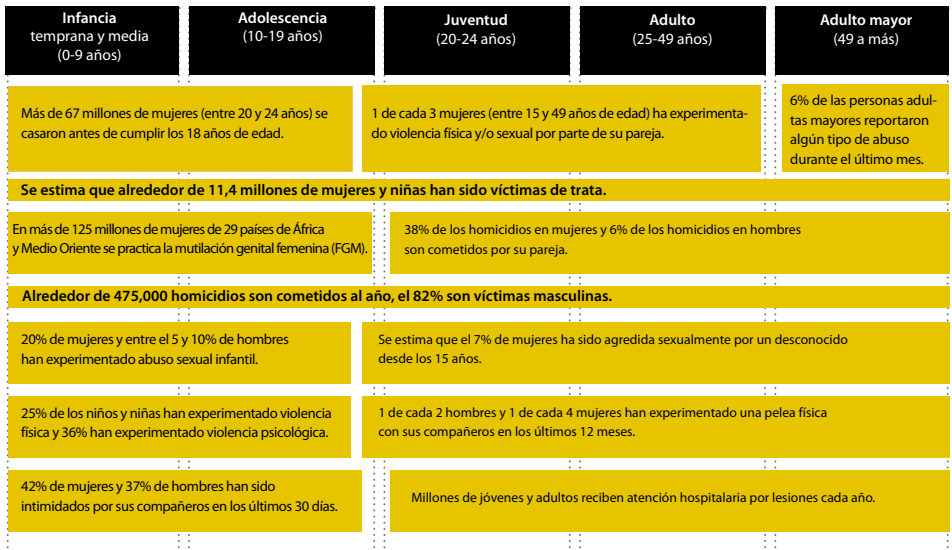 Infancia
temprana y media
(0-9 años)
Adolescencia
(10-19 años)
Juventud
(20-24 años)
Adulto
(25-49 años)
Adulto mayor
(49 a más)
Más de 67 millones de mujeres (entre 20 y 24 años) se
casaron antes de cumplir los 18 años de edad.
1 de cada 3 mujeres (entre 15 y 49 años de edad) ha experimenta-
do violencia física y/o sexual por parte de su pareja.
6% de las personas adul-
tas mayores reportaron
algún tipo de abuso
durante el último mes.
Se estima que alrededor de 11,4 millones de mujeres y niñas han sido víctimas de trata.
En más de 125 millones de mujeres de 29 países de África
y Medio Oriente se practica la mutilación genital femenina (FGM).
38% de los homicidios en mujeres y 6% de los homicidios en hombres
son cometidos por su pareja.
Alrededor de 475,000 homicidios son cometidos al año, el 82% son víctimas masculinas.
20% de mujeres y entre el 5 y 10% de hombres
han experimentado abuso sexual infantil.
Se estima que el 7% de mujeres ha sido agredida sexualmente por un desconocido
desde los 15 años.
25% de los niños y niñas han experimentado violencia
física y 36% han experimentado violencia psicológica.
1 de cada 2 hombres y 1 de cada 4 mujeres han experimentado una pelea física
con sus compañeros en los últimos 12 meses.
42% de mujeres y 37% de hombres han sido
intimidados por sus compañeros en los últimos 30 días.
Millones de jóvenes y adultos reciben atención hospitalaria por lesiones cada año.